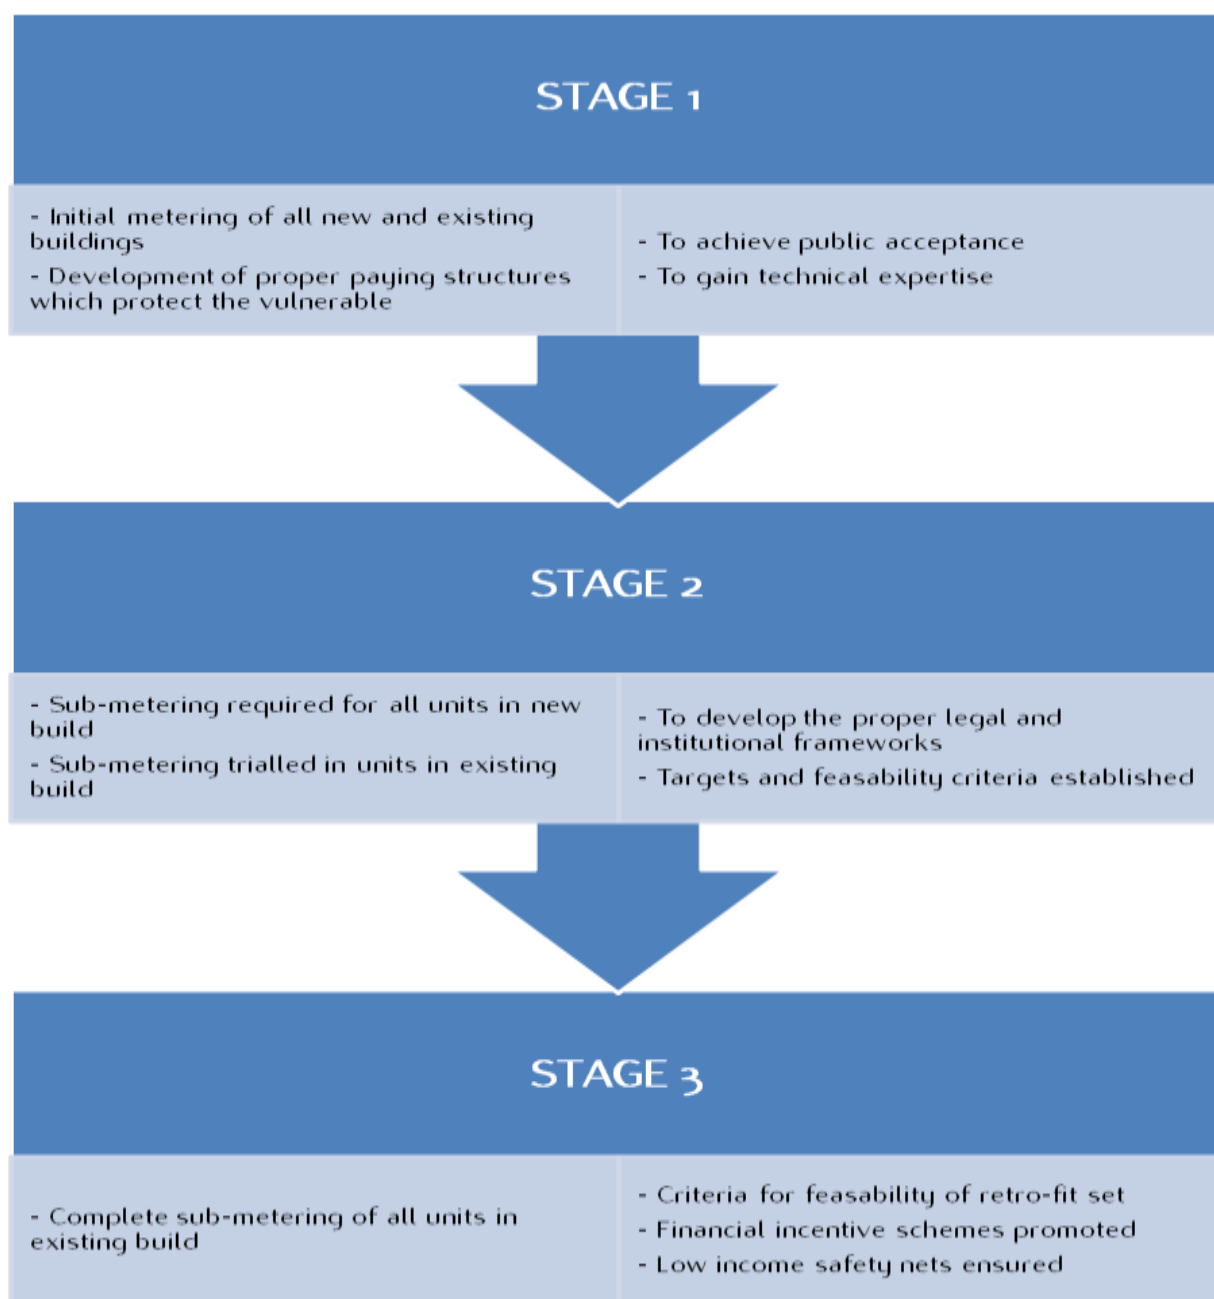 STAGE 1
- Initial metering of all new and existing
buildings
- Development of proper paying structures
which protect the vulnerable
- To achieve public acceptance
- To gain technical expertise
STAGE 2
- Sub-metering required for all units in new
build
- Sub-metering trialled in units in existing
build
- To develop the proper legal and
institutional frameworks
- Targets and feasability criteria established
STAGE 3
- Complete sub-metering of all units in
existing build
- Criteria for feasability of retro-fit set
- Financial incentive schemes promoted
- Low income safety nets ensured